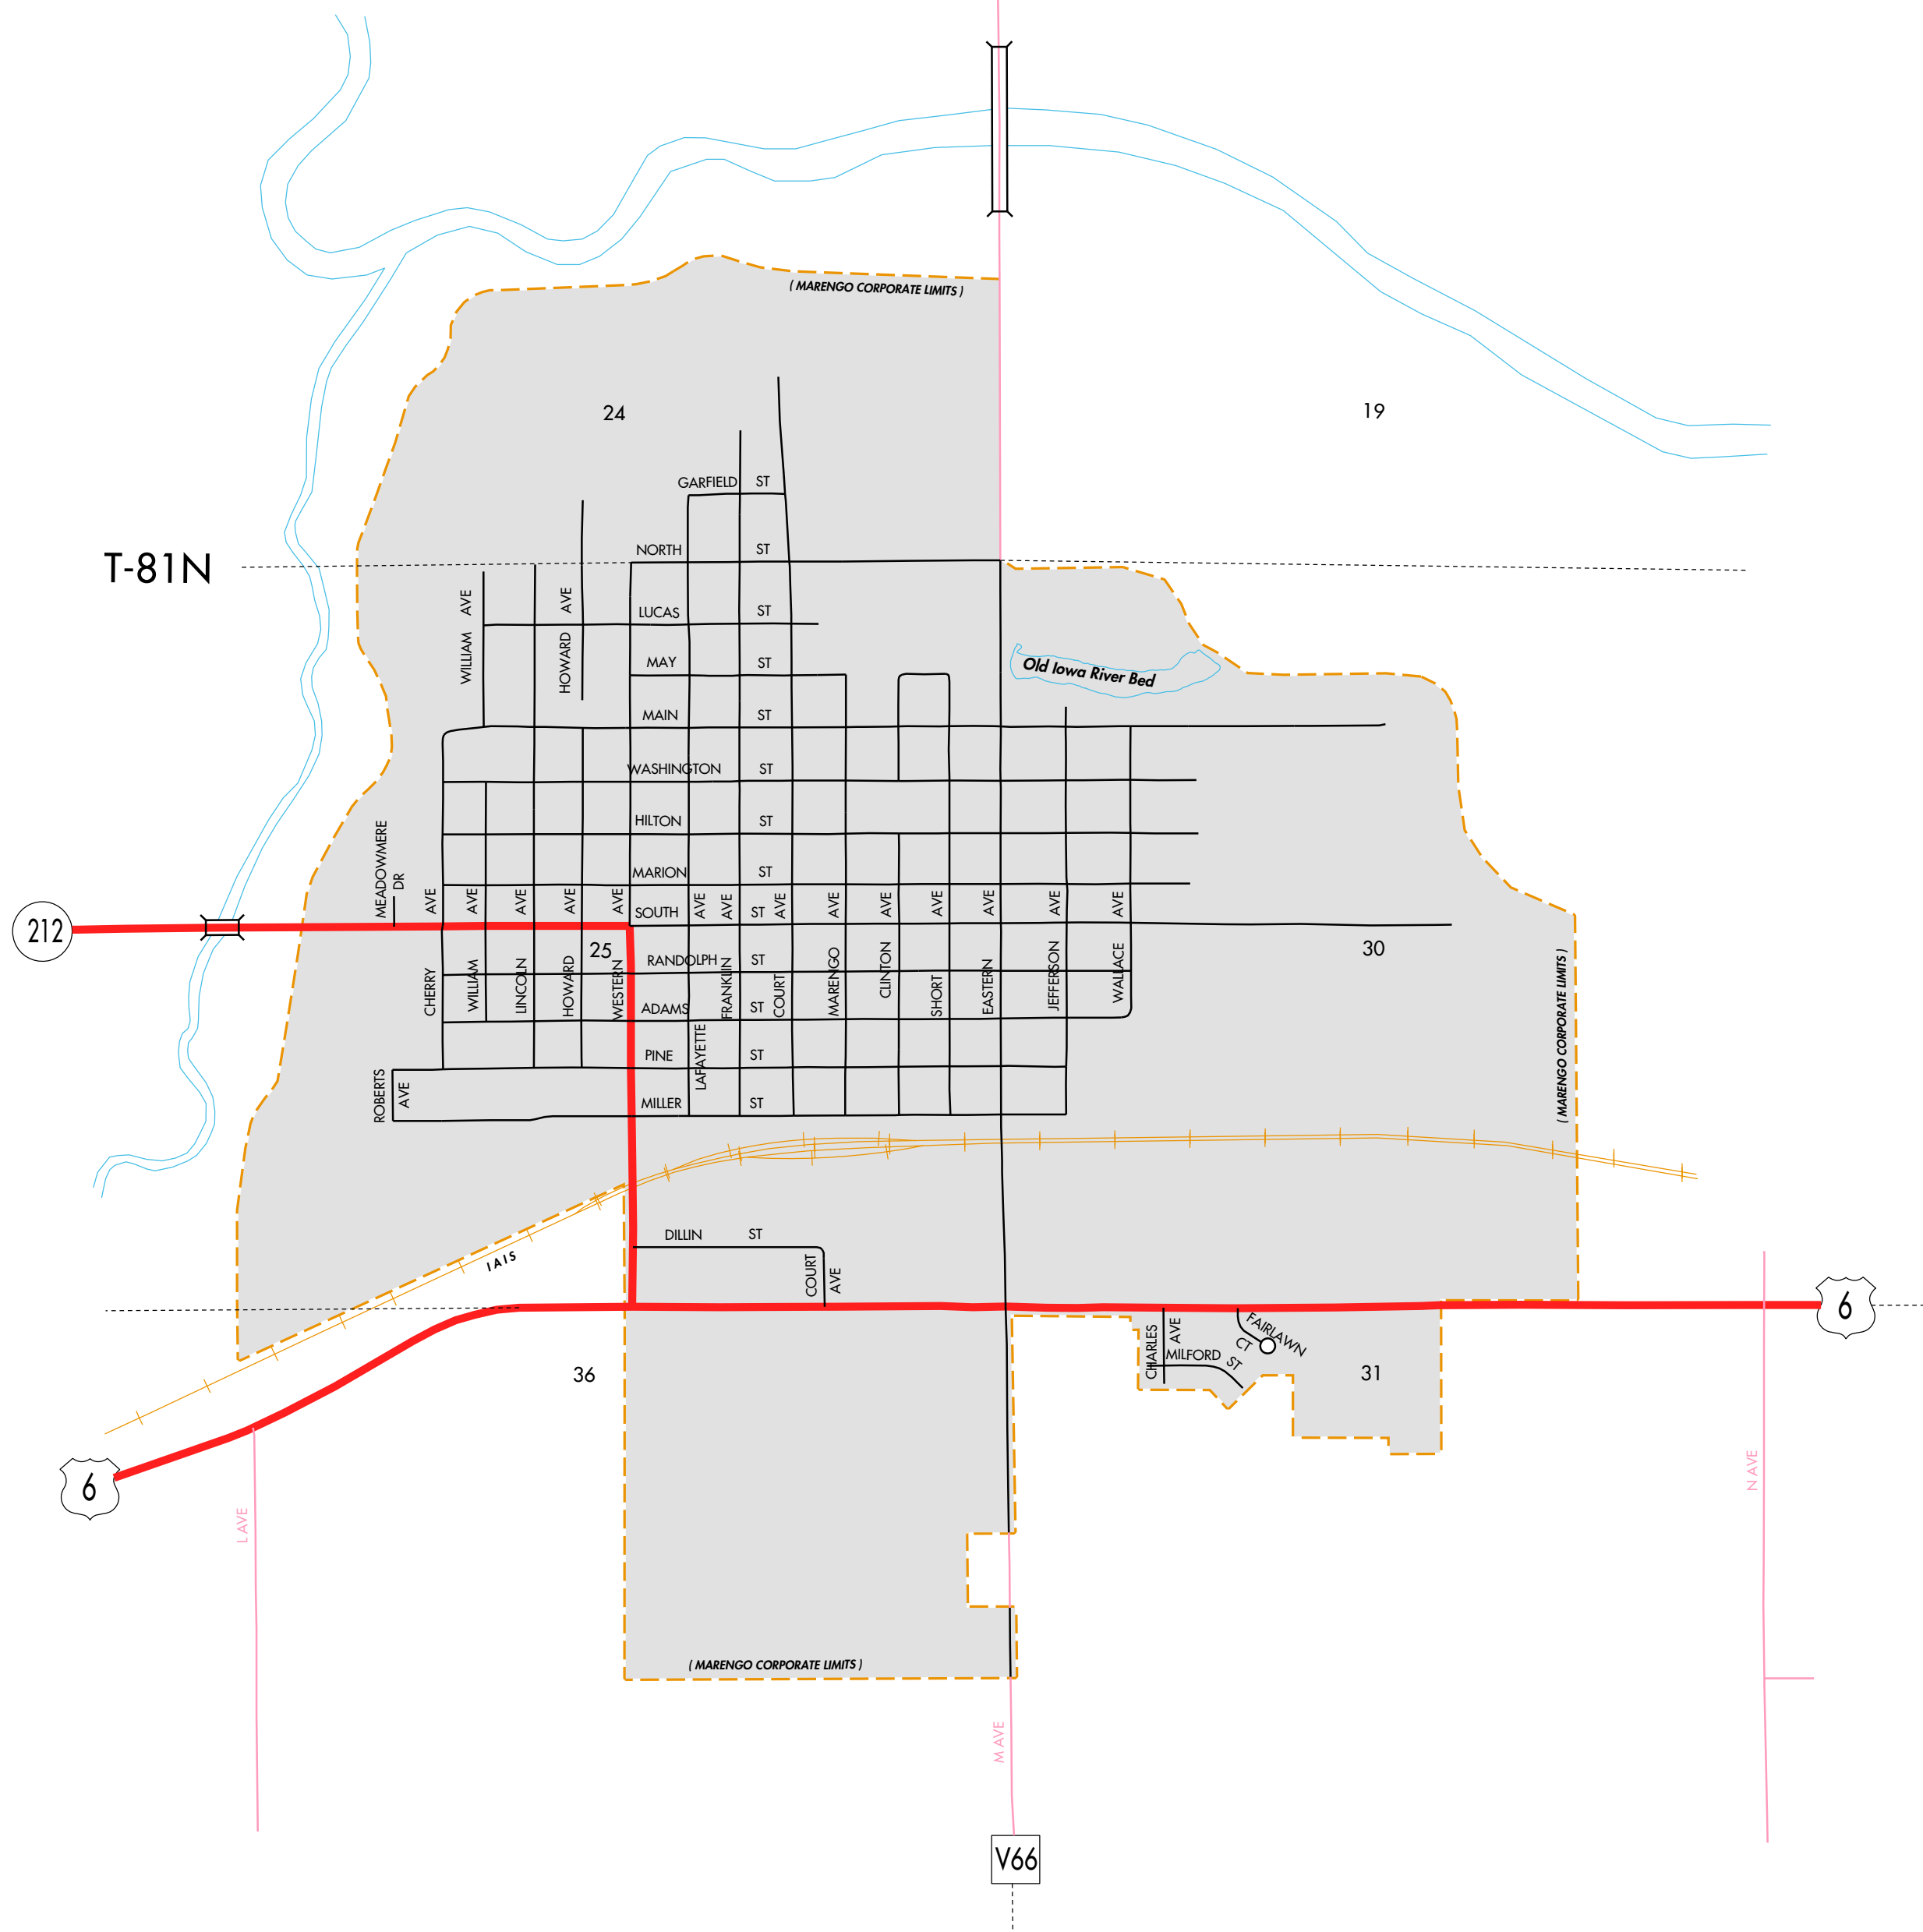 ( MARENGO CORPORATE LIMITS )
24
19
GARFIELD ST
T-81N
NORTH ST
WILLIAM AVE
HOWARD AVE
LUCAS ST
MAY ST
Old Iowa River Bed
MAIN ST
WASHINGTON ST
HILTON ST
MEADOWMERE
DR
MARION ST
212
SOUTH ST
25
30
RANDOLPH ST
CHERRY AVE
WILLIAM AVE
LINCOLN AVE
HOWARD AVE
WESTERN AVE
LAFAYETTE AVE
FRANKLIN AVE
COURT AVE
MARENGO AVE
CLINTON AVE
SHORT AVE
EASTERN AVE
JEFFERSON AVE
WALLACE AVE
( MARENGO CORPORATE LIMITS )
ADAMS ST
PINE ST
ROBERTS
AVE
MILLER ST
DILLIN ST
IAIS
COURT
AVE
6
CHARLES
AVE
FAIRLAWN
CT
MILFORD ST
36
31
6
L AVE
N AVE
( MARENGO CORPORATE LIMITS )
M AVE
V66